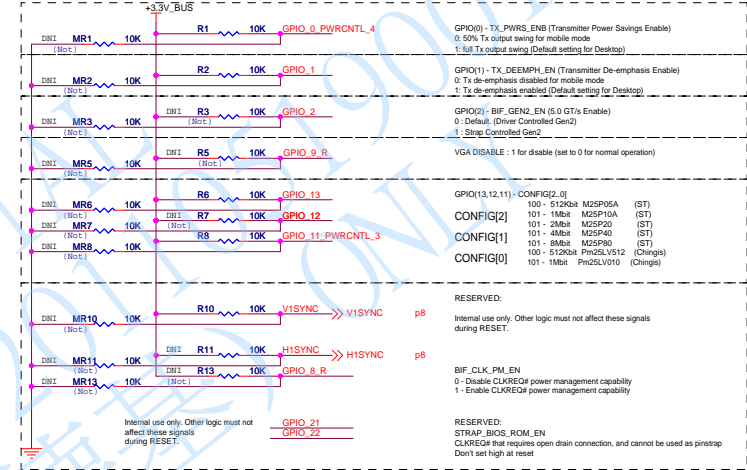 +3.3V_BUS
R1 10K GPIO_0_PWRCNTL_4
DNI MR1 10K
(Not)
GPIO(0) - TX_PWRS_ENB (Transmitter Power Savings Enable)
0: 50% Tx output swing for mobile mode
1: full Tx output swing (Default setting for Desktop)
R2 10K GPIO_1
DNI MR2 10K
(Not)
GPIO(1) - TX_DEEMPH_EN (Transmitter De-emphasis Enable)
0: Tx de-emphasis disabled for mobile mode
1: Tx de-emphasis enabled (Default setting for Desktop)
DNI R3 10K GPIO_2
(Not)
DNI MR3 10K
(Not)
GPIO(2) - BIF_GEN2_EN (5.0 GT/s Enable)
0 : Default. (Driver Controlled Gen2)
1 : Strap Controlled Gen2
DNI R5 10K GPIO_9_R
(Not)
DNI MR5 10K
(Not)
VGA DISABLE : 1 for disable (set to 0 for normal operation)
R6 10K GPIO_13
DNI MR6 10K
(Not)
DNI R7 10K GPIO_12
(Not)
DNI MR7 10K
(Not)
R8 10K GPIO_11_PWRCNTL_3
DNI MR8 10K
(Not)
GPIO(13,12,11) - CONFIG[2..0]
100 - 512Kbit M25P05A (ST)
CONFIG[2] 101 - 1Mbit M25P10A (ST)
101 - 2Mbit M25P20 (ST)
CONFIG[1] 101 - 4Mbit M25P40 (ST)
101 - 8Mbit M25P80 (ST)
CONFIG[0] 100 - 512Kbit Pm25LV512 (Chingis)
101 - 1Mbit Pm25LV010 (Chingis)
R10 10K V1SYNC V1SYNC p8
DNI MR10 10K
(Not)
RESERVED:
Internal use only. Other logic must not affect these signals
during RESET.
DNI R11 10K H1SYNC H1SYNC p8
(Not)
DNI MR11 10K
(Not)
R13 10K GPIO_8_R
DNI MR13 10K
(Not)
BIF_CLK_PM_EN
0 - Disable CLKREQ# power management capability
1 - Enable CLKREQ# power management capability
Internal use only. Other logic must not
affect these signals
during RESET.
GPIO_21
GPIO_22
RESERVED:
STRAP_BIOS_ROM_EN
CLKREQ# that requires open drain connection, and cannot be used as pinstrap
Don't set high at reset